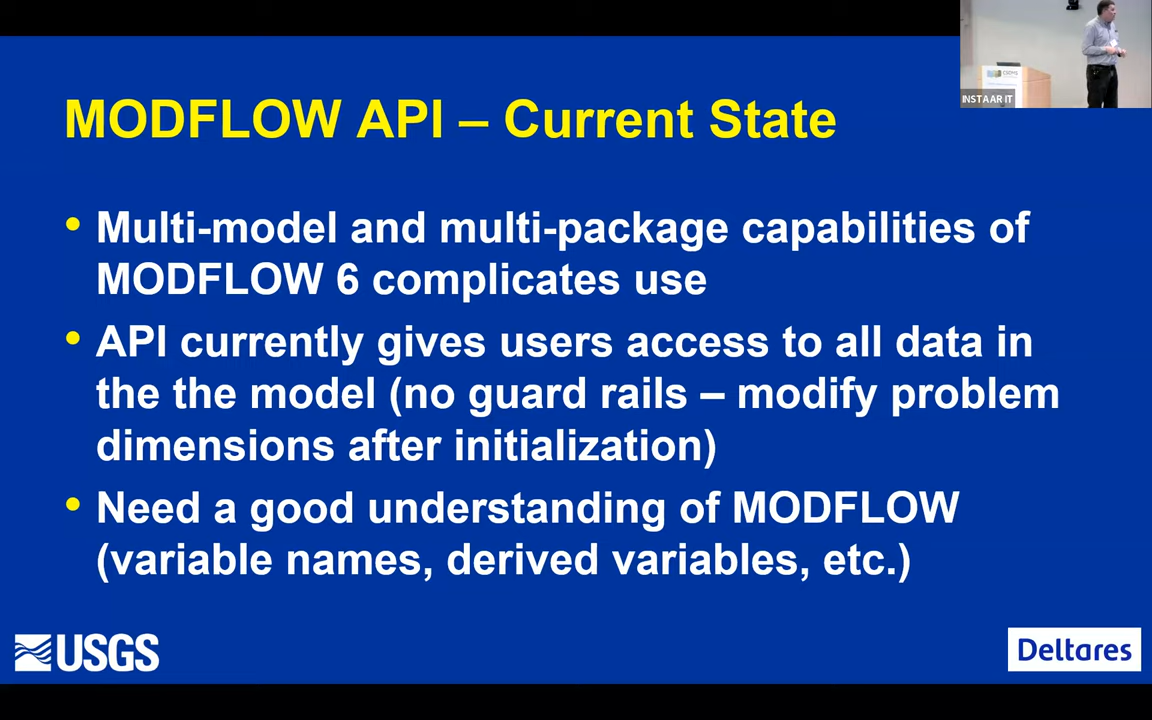 MODFLOW API – Current State
• Multi-model and multi-package capabilities of
MODFLOW 6 complicates use
• API currently gives users access to all data in
the the model (no guard rails – modify problem
dimensions after initialization)
• Need a good understanding of MODFLOW
(variable names, derived variables, etc.)
USGS
Deltares
INSTAAR IT